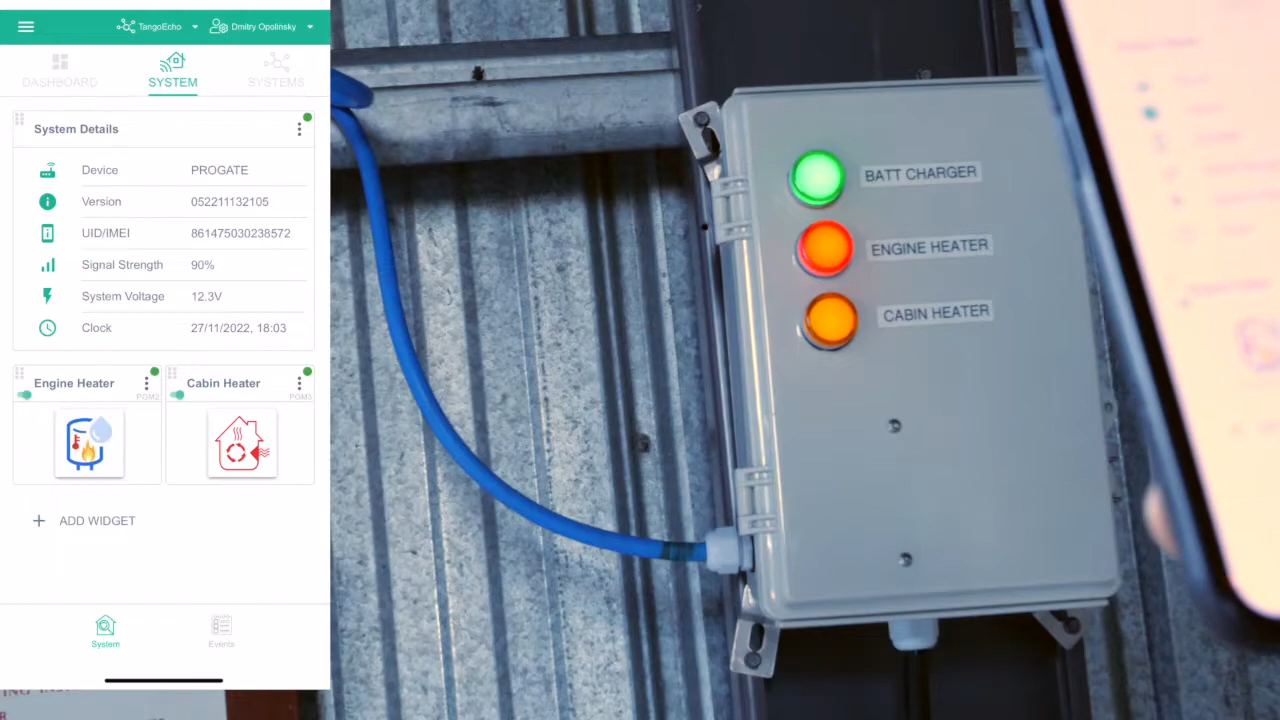 TangoEcho
Dmitry Opolinsky
DASHBOARD
SYSTEM
SYSTEMS
System Details
Device PROGATE
Version 052211132105
UID/IMEI 861475030238572
Signal Strength 90%
System Voltage 12.3V
Clock 27/11/2022, 18:03
Engine Heater
PGM2
Cabin Heater
PGM3
ADD WIDGET
System
Events
BATT CHARGER
ENGINE HEATER
CABIN HEATER